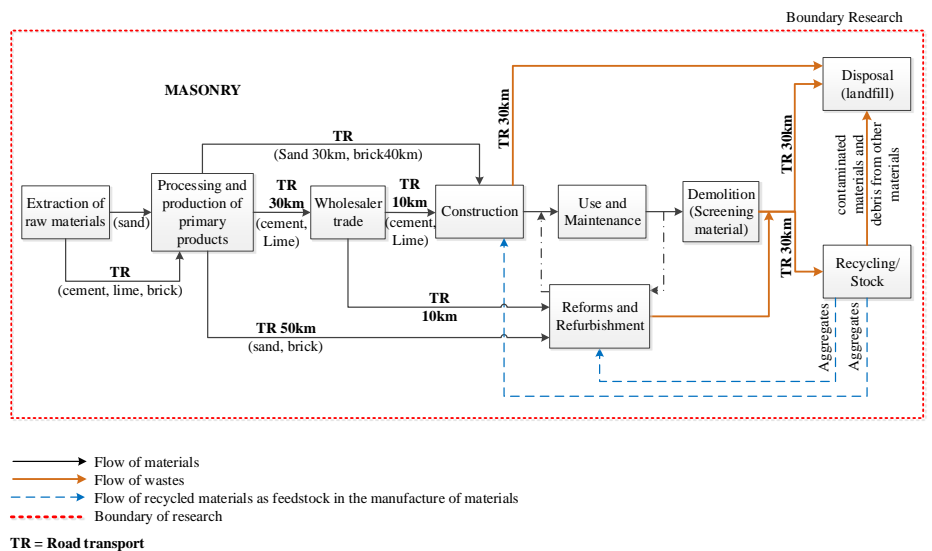 Boundary Research
MASONRY
Disposal
(landfill)
TR 30km
TR 30km
contaminated
materials and
debris from other
materials
TR
(Sand 30km, brick40km)
Extraction of
raw materials
(sand)
Processing and
production of
primary
products
TR
30km
(cement,
Lime)
Wholesaler
trade
TR
10km
(cement,
Lime)
Construction
Use and
Maintenance
Demolition
(Screening
material)
TR 30km
Recycling/
Stock
TR
(cement, lime, brick)
TR
10km
Reforms and
Refurbishment
TR 50km
(sand, brick)
Aggregates
Aggregates
Flow of materials
Flow of wastes
Flow of recycled materials as feedstock in the manufacture of materials
Boundary of research
TR = Road transport